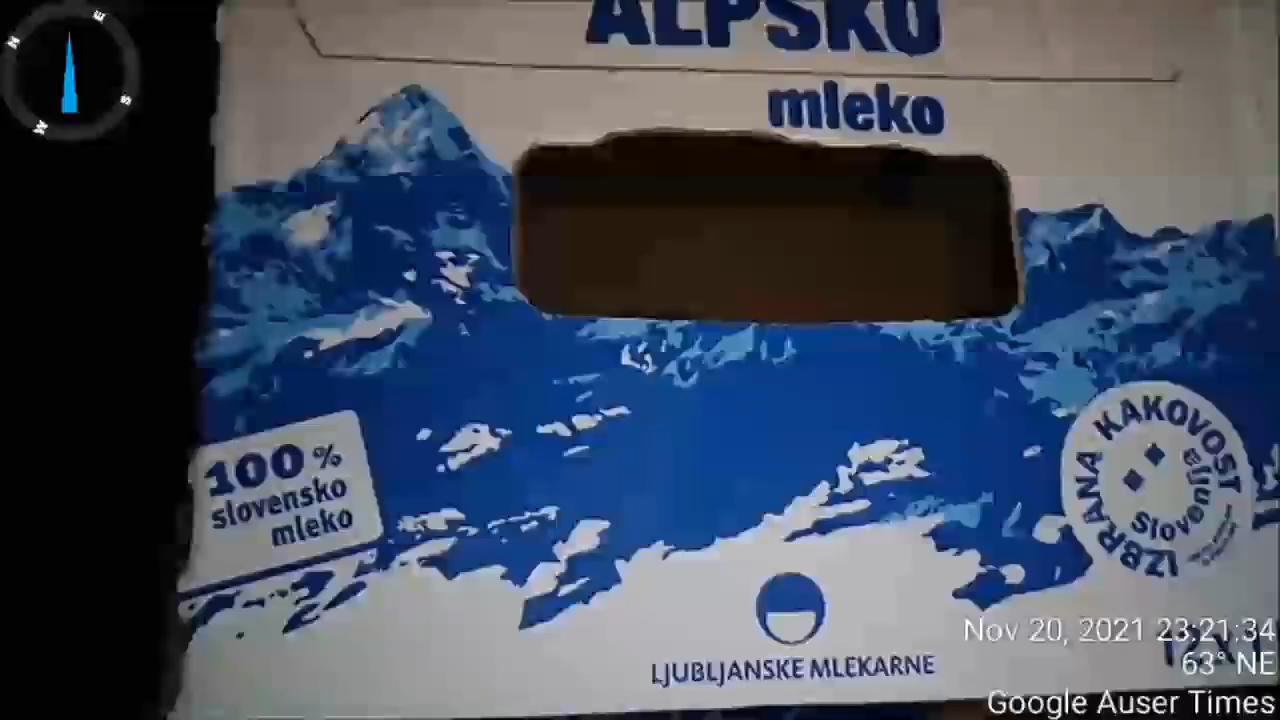 ALPSKO
mleko
100 %
slovensko
mleko
IZBRANA KAKOVOST
Slovenije
LJUBLJANSKE MLEKARNE
Nov 20, 2021 23:21:34
63° NE
Google Auser Times